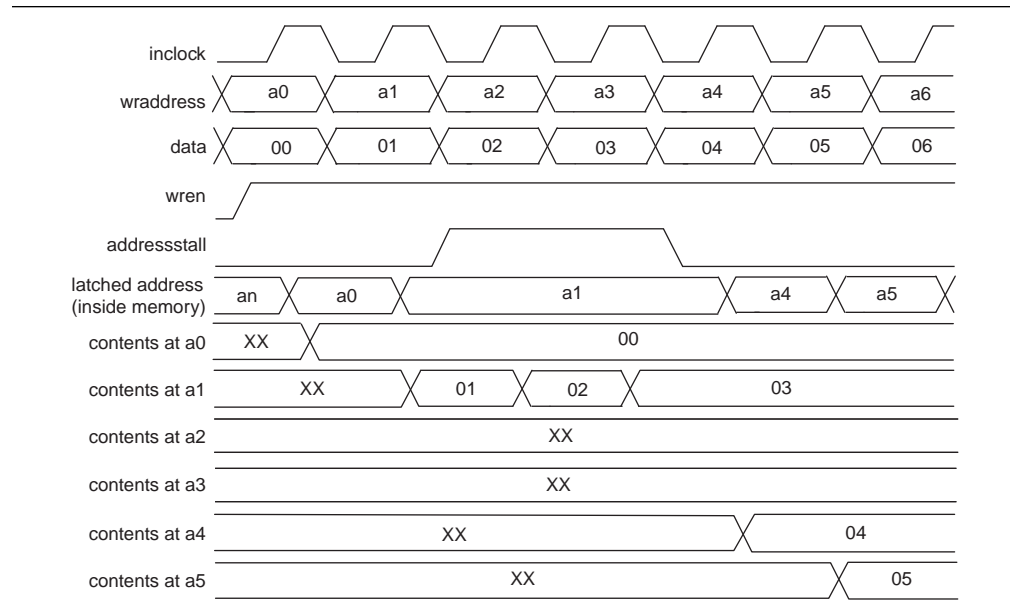 inclock
wraddress a0 a1 a2 a3 a4 a5 a6
data 00 01 02 03 04 05 06
wren
addressstall
latched address
(inside memory) an a0 a1 a4 a5
contents at a0 XX 00
contents at a1 XX 01 02 03
contents at a2 XX
contents at a3 XX
contents at a4 XX 04
contents at a5 XX 05